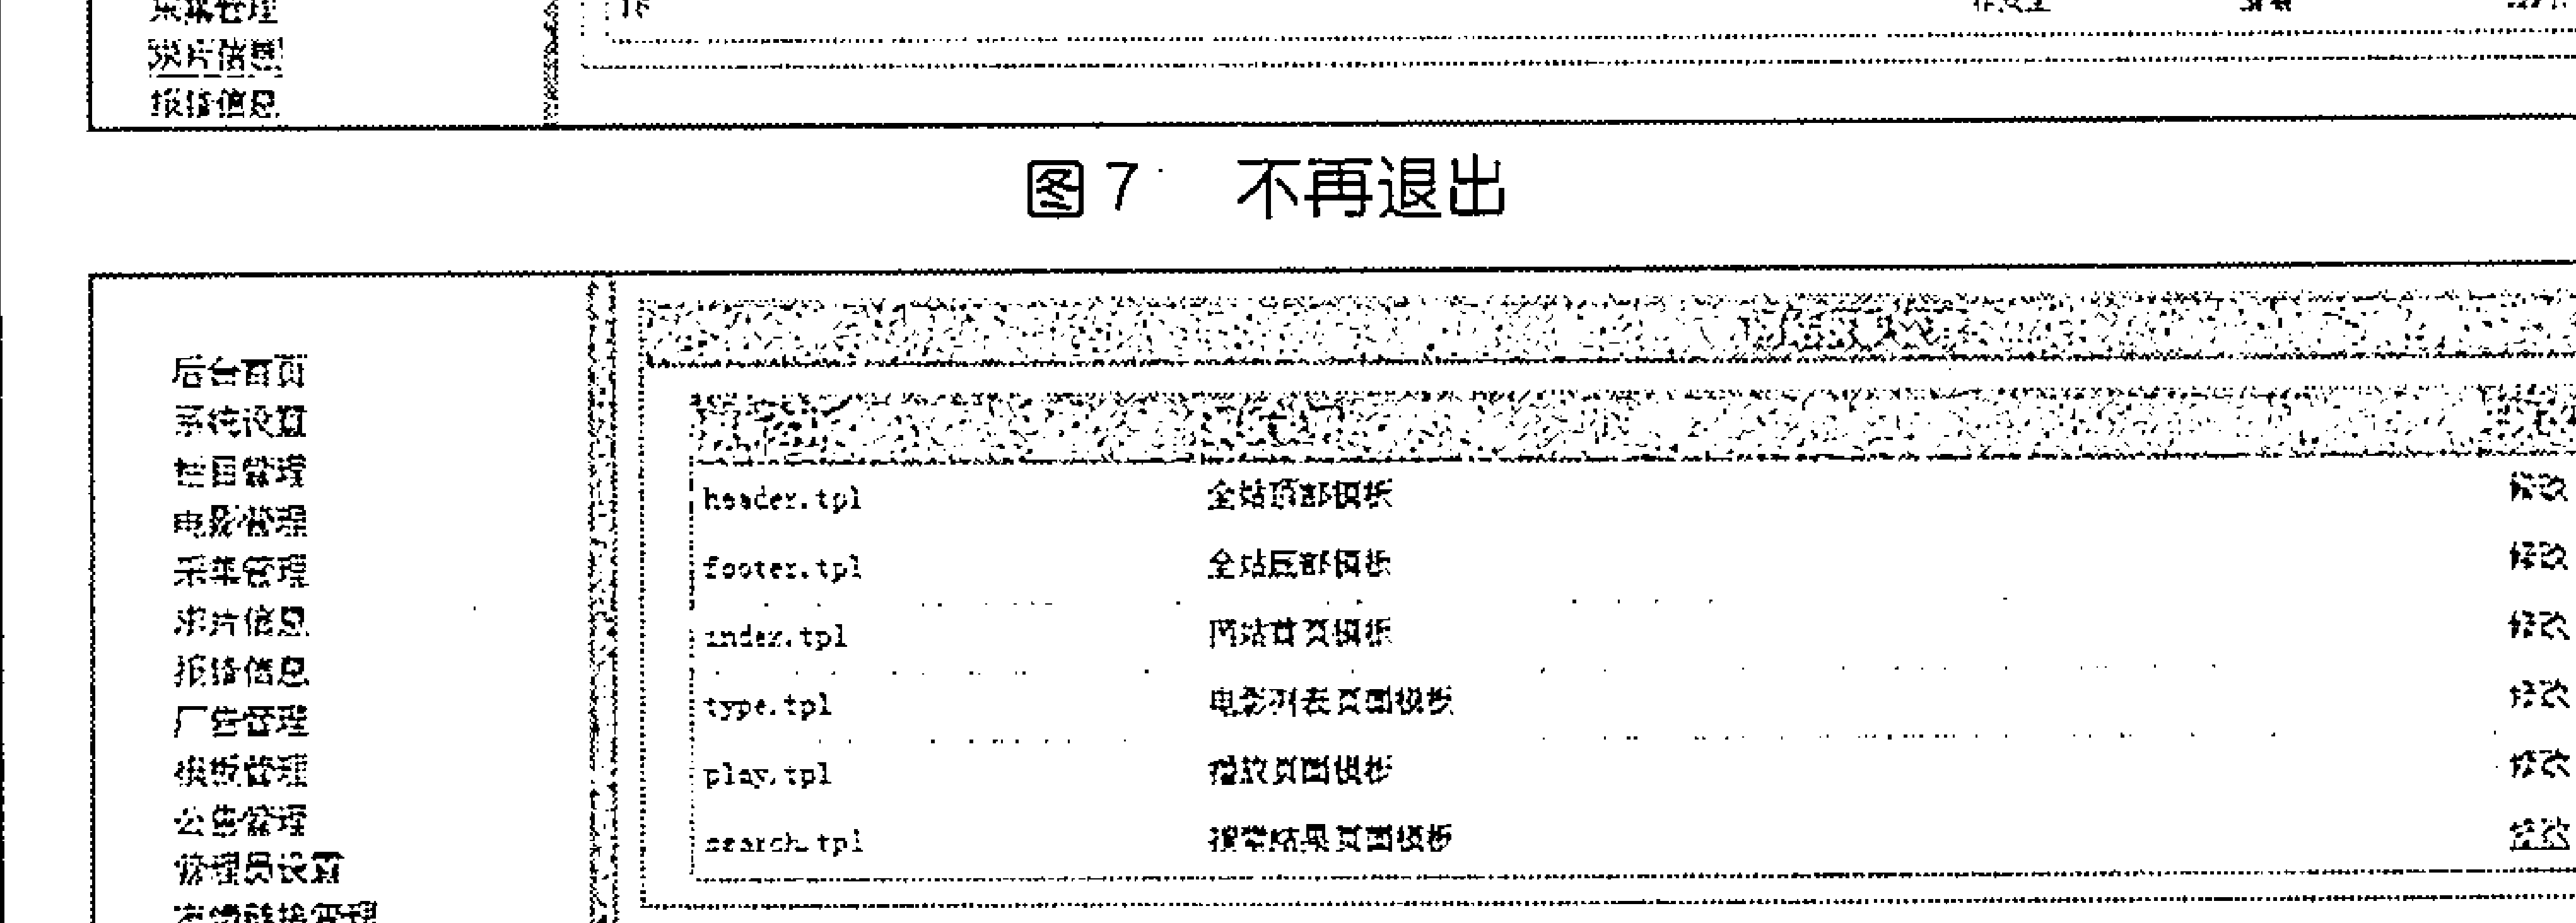 采集管理
求片信息
报错信息
图7 不再退出
后台首页
系统设置
栏目管理
电影管理
采集管理
求片信息
报错信息
广告管理
模板管理
公告管理
管理员设置
友情链接管理
header.tpl 全站顶部模板 修改
footer.tpl 全站底部模板 修改
index.tpl 网站首页模板 修改
type.tpl 电影列表页面模板 修改
play.tpl 播放页面模板 修改
search.tpl 搜索结果页面模板 修改